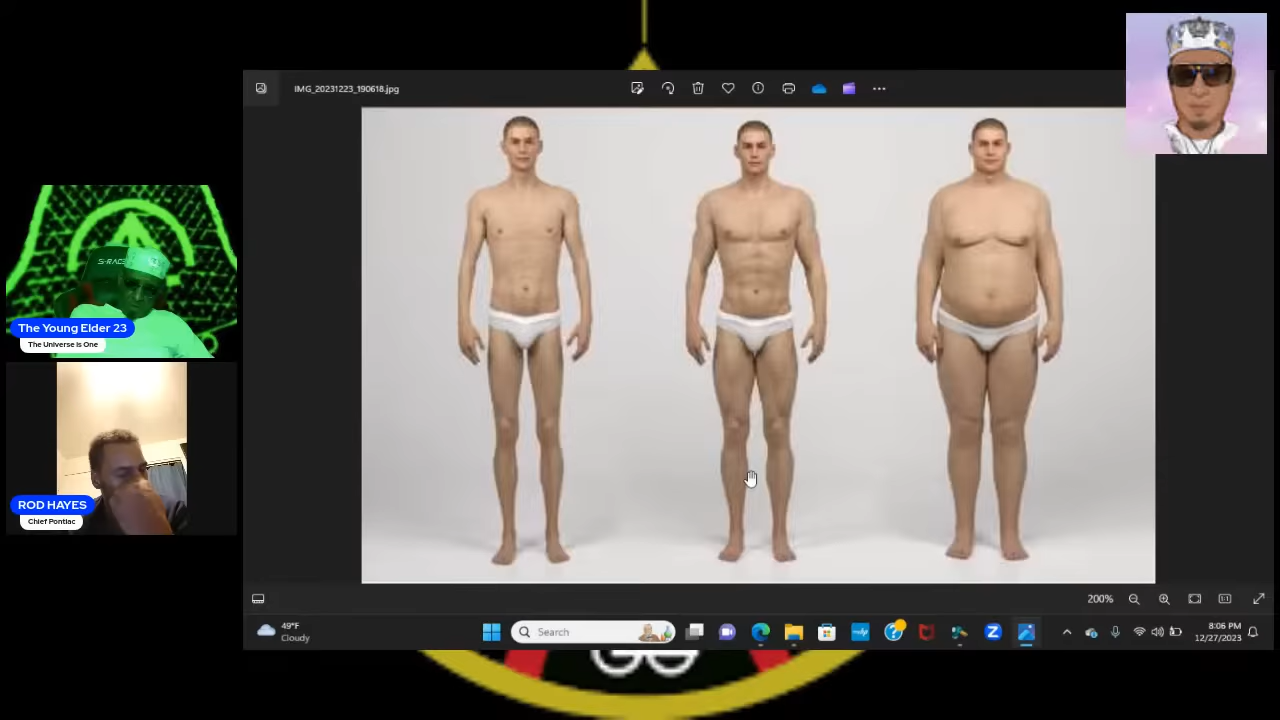 IMG_20231223_190618.jpg
S-RACE
The Young Elder 23
The Universe is One
ROD HAYES
Chief Pontiac
200%
49°F
Cloudy
Search
8:06 PM
12/27/2023